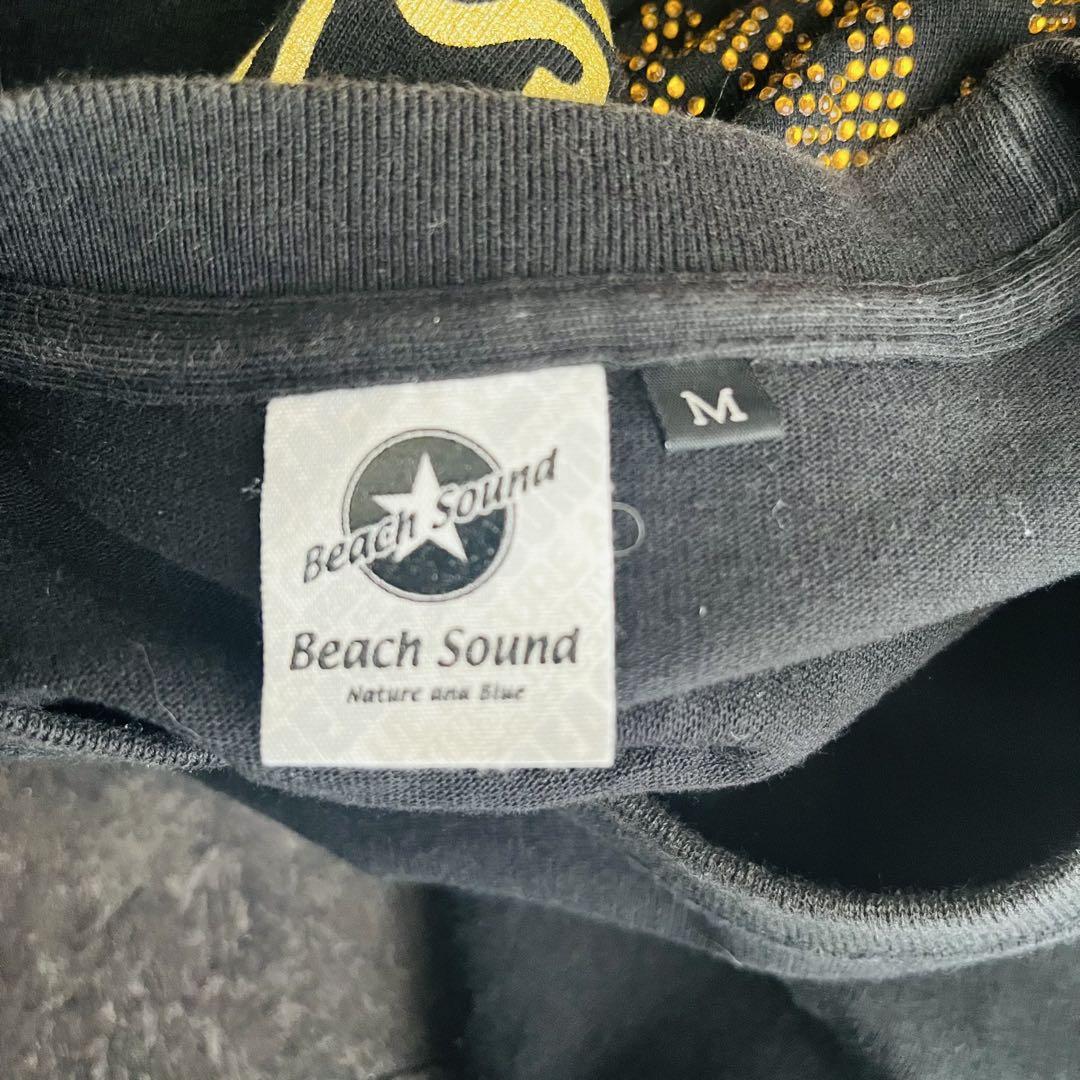 S
M
Beach Sound
Beach Sound
Nature and Blue